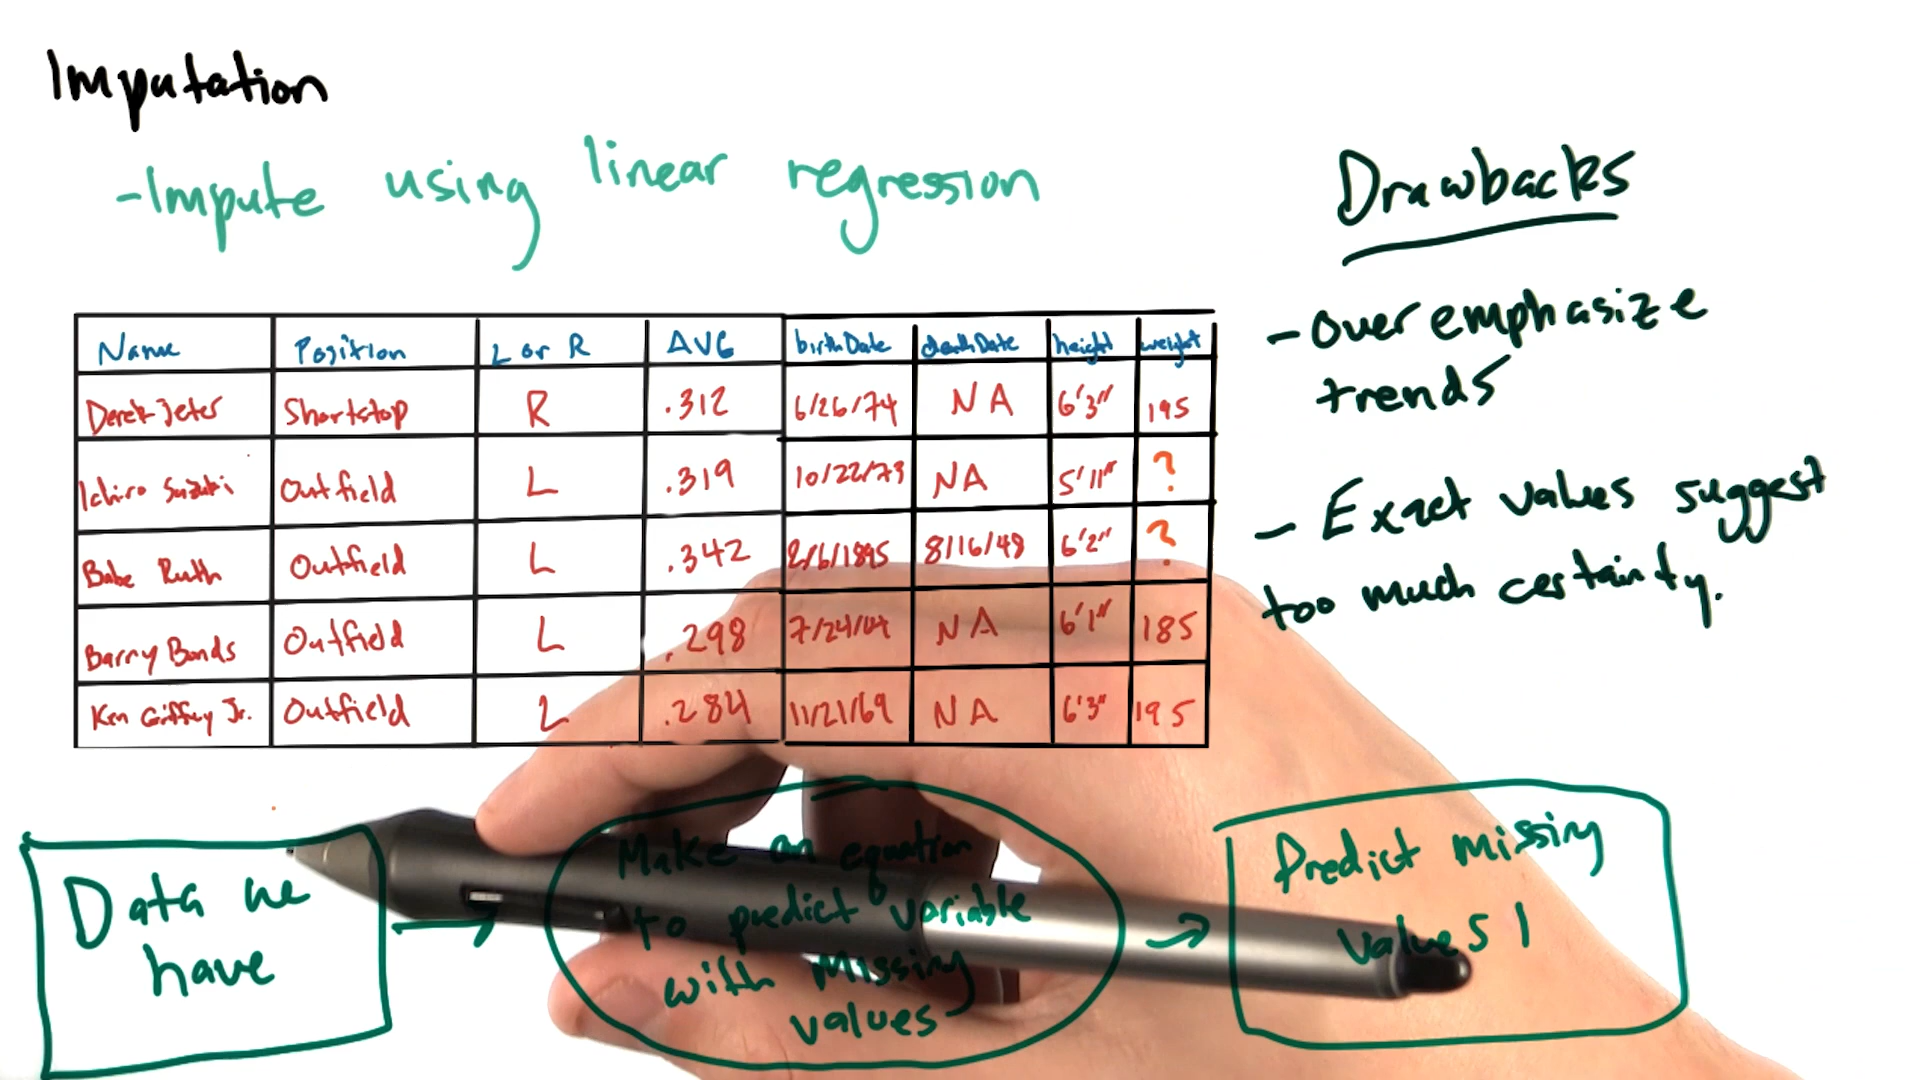 Imputation
-Impute using linear regression
Drawbacks
-Over emphasize
trends
- Exact values suggest
too much certainty.
Name Position L or R AVG birthDate deathDate height weight
Derek Jeter Shortstop R .312 6/26/74 NA 6'3" 195
Ichiro Suzuki Outfield L .319 10/22/73 NA 5'11" ?
Babe Ruth Outfield L .342 2/6/1895 8/16/48 6'2" ?
Barry Bonds Outfield L .298 7/24/64 NA 6'1" 185
Ken Griffey Jr. Outfield L .284 11/21/69 NA 6'3" 195
Data we
have
Make an equation
to predict variable
with missing
values
Predict missing
values!